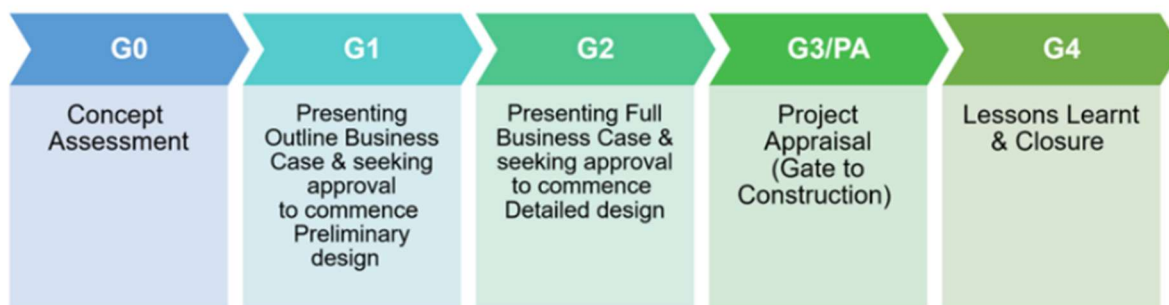 G0
Concept
Assessment
G1
Presenting
Outline Business
Case & seeking
approval
to commence
Preliminary
design
G2
Presenting Full
Business Case &
seeking approval
to commence
Detailed design
G3/PA
Project
Appraisal
(Gate to
Construction)
G4
Lessons Learnt
& Closure